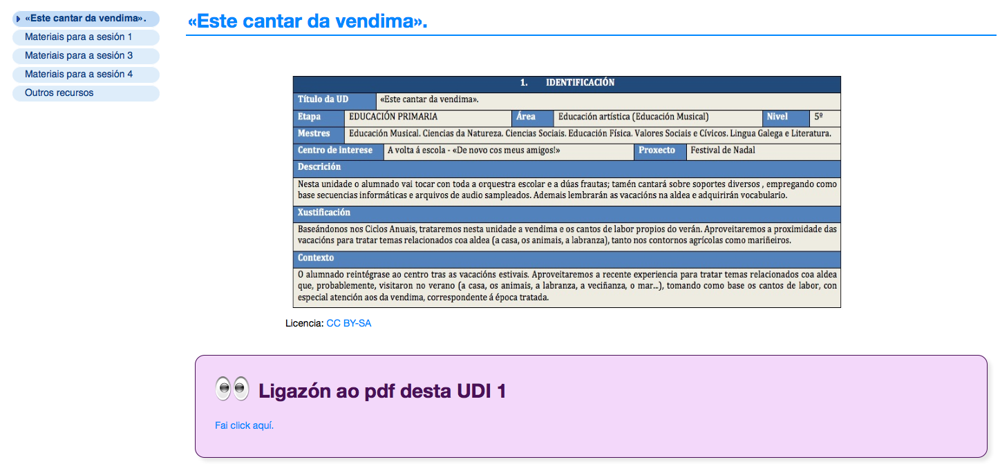 «Este cantar da vendima».
Materiais para a sesión 1
Materiais para a sesión 3
Materiais para a sesión 4
Outros recursos
«Este cantar da vendima».
1. IDENTIFICACIÓN
Título da UD «Este cantar da vendima».
Etapa EDUCACIÓN PRIMARIA Área Educación artística (Educación Musical) Nivel 5º
Mestres Educación Musical. Ciencias da Natureza. Ciencias Sociais. Educación Física. Valores Sociais e Cívicos. Lingua Galega e Literatura.
Centro de interese A volta á escola - «De novo cos meus amigos!» Proxecto Festival de Nadal
Descrición
Nesta unidade o alumnado vai tocar con toda a orquestra escolar e a dúas frautas; tamén cantará sobre soportes diversos , empregando como
base secuencias informáticas e arquivos de audio sampleados. Ademais lembrarán as vacacións na aldea e adquirirán vocabulario.
Xustificación
Baseándonos nos Ciclos Anuais, trataremos nesta unidade a vendima e os cantos de labor propios do verán. Aproveitaremos a proximidade das
vacacións para tratar temas relacionados coa aldea (a casa, os animais, a labranza), tanto nos contornos agrícolas como mariñeiros.
Contexto
O alumnado reintégrase ao centro tras as vacacións estivais. Aproveitaremos a recente experiencia para tratar temas relacionados coa aldea
que, probablemente, visitaron no verano (a casa, os animais, a labranza, a veciñanza, o mar...), tomando como base os cantos de labor, con
especial atención aos da vendima, correspondente á época tratada.
Licencia: CC BY-SA
Ligazón ao pdf desta UDI 1
Fai click aquí.